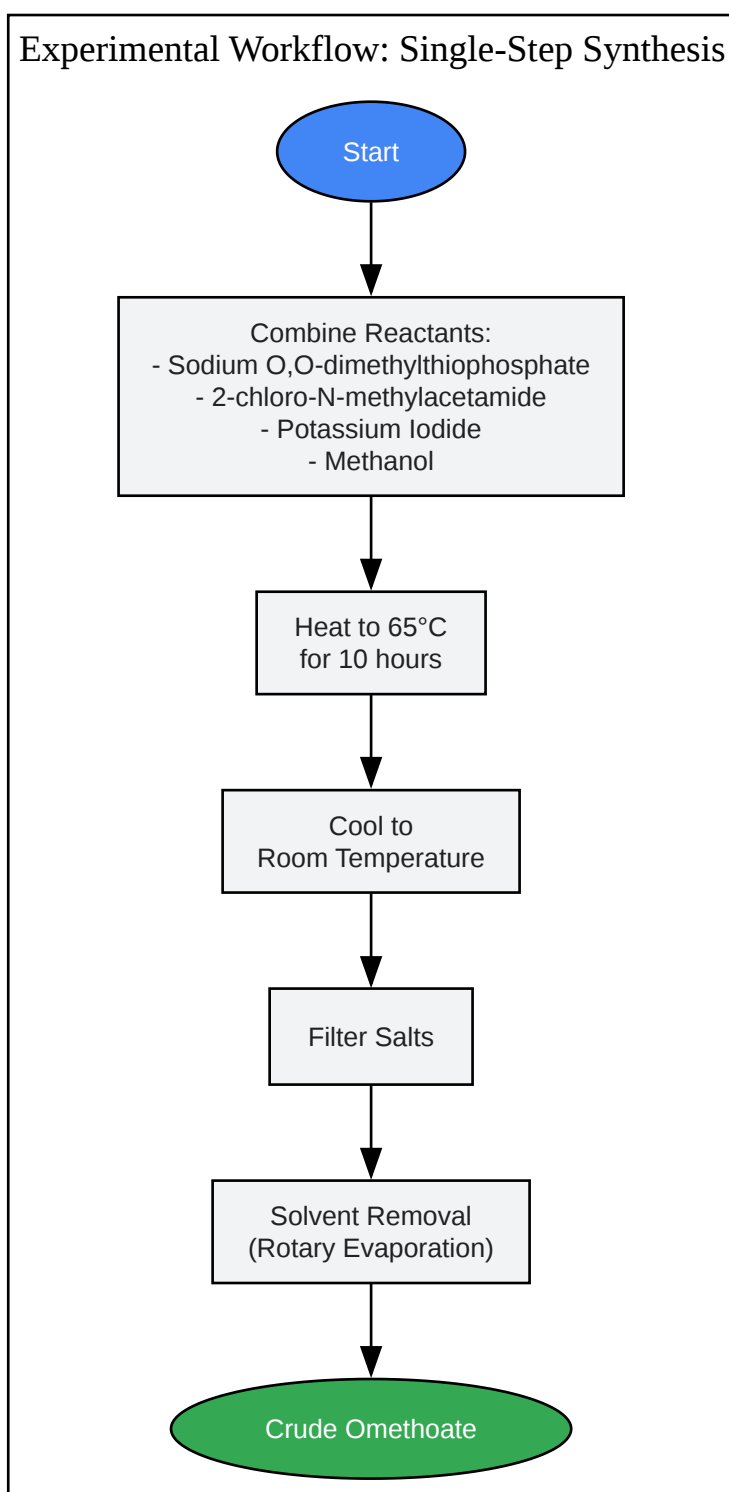 Experimental Workflow: Single-Step Synthesis
Start
Combine Reactants:
- Sodium O,O-dimethylthiophosphate
- 2-chloro-N-methylacetamide
- Potassium Iodide
- Methanol
Heat to 65°C
for 10 hours
Cool to
Room Temperature
Filter Salts
Solvent Removal
(Rotary Evaporation)
Crude Omethoate